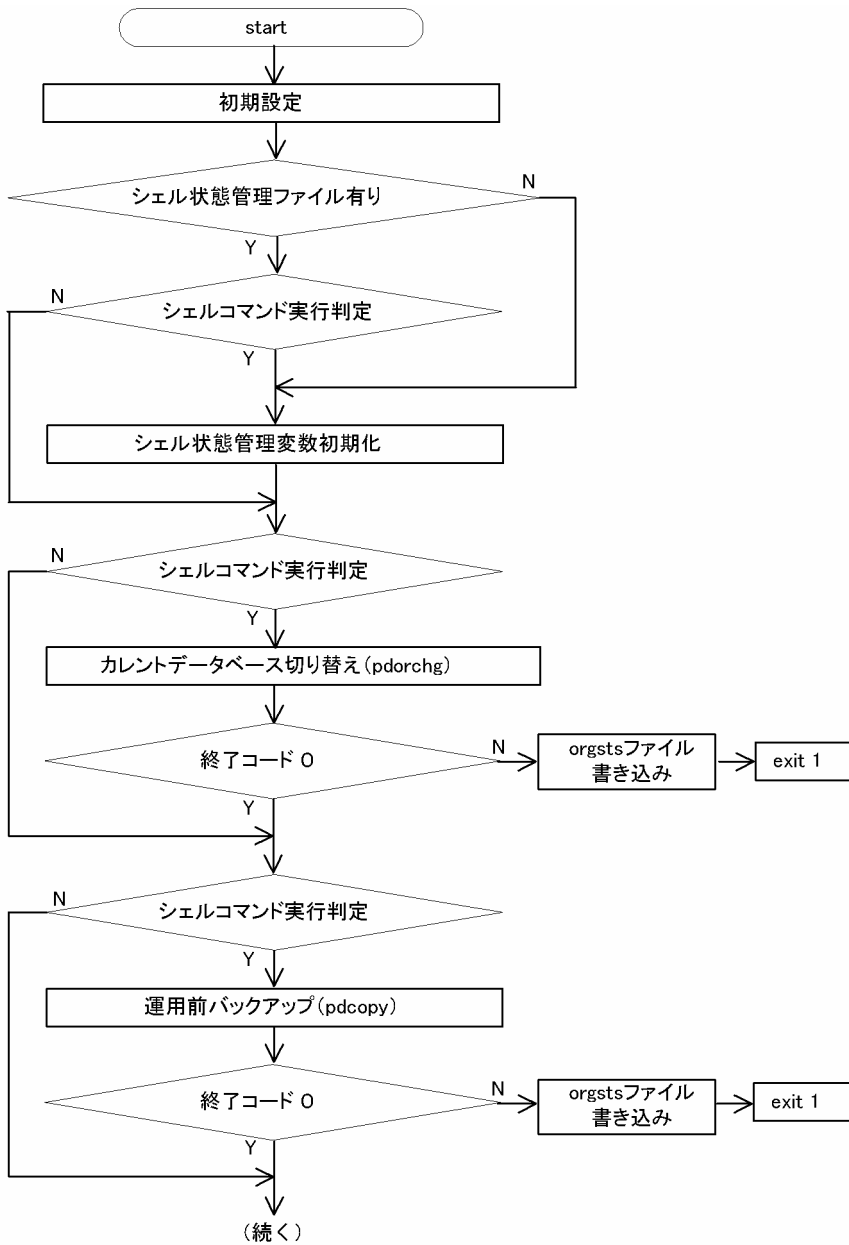 start
初期設定
シェル状態管理ファイル有り
N
Y
シェルコマンド実行判定
N
Y
シェル状態管理変数初期化
シェルコマンド実行判定
N
Y
カレントデータベース切り替え(pdorchg)
終了コード 0
N
orgstsファイル
書き込み
exit 1
Y
シェルコマンド実行判定
N
Y
運用前バックアップ(pdcopy)
終了コード 0
N
orgstsファイル
書き込み
exit 1
Y
(続く)